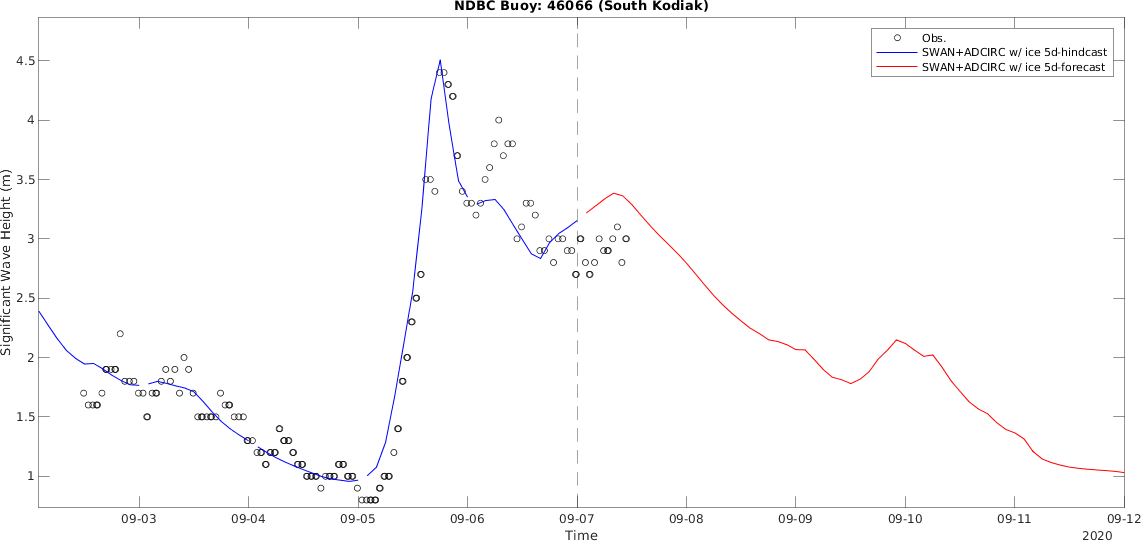 NDBC Buoy: 46066 (South Kodiak)
Obs.
SWAN+ADCIRC w/ ice 5d-hindcast
SWAN+ADCIRC w/ ice 5d-forecast
Significant Wave Height (m)
4.5
4
3.5
3
2.5
2
1.5
1
09-03 09-04 09-05 09-06 09-07 09-08 09-09 09-10 09-11 09-12
Time
2020